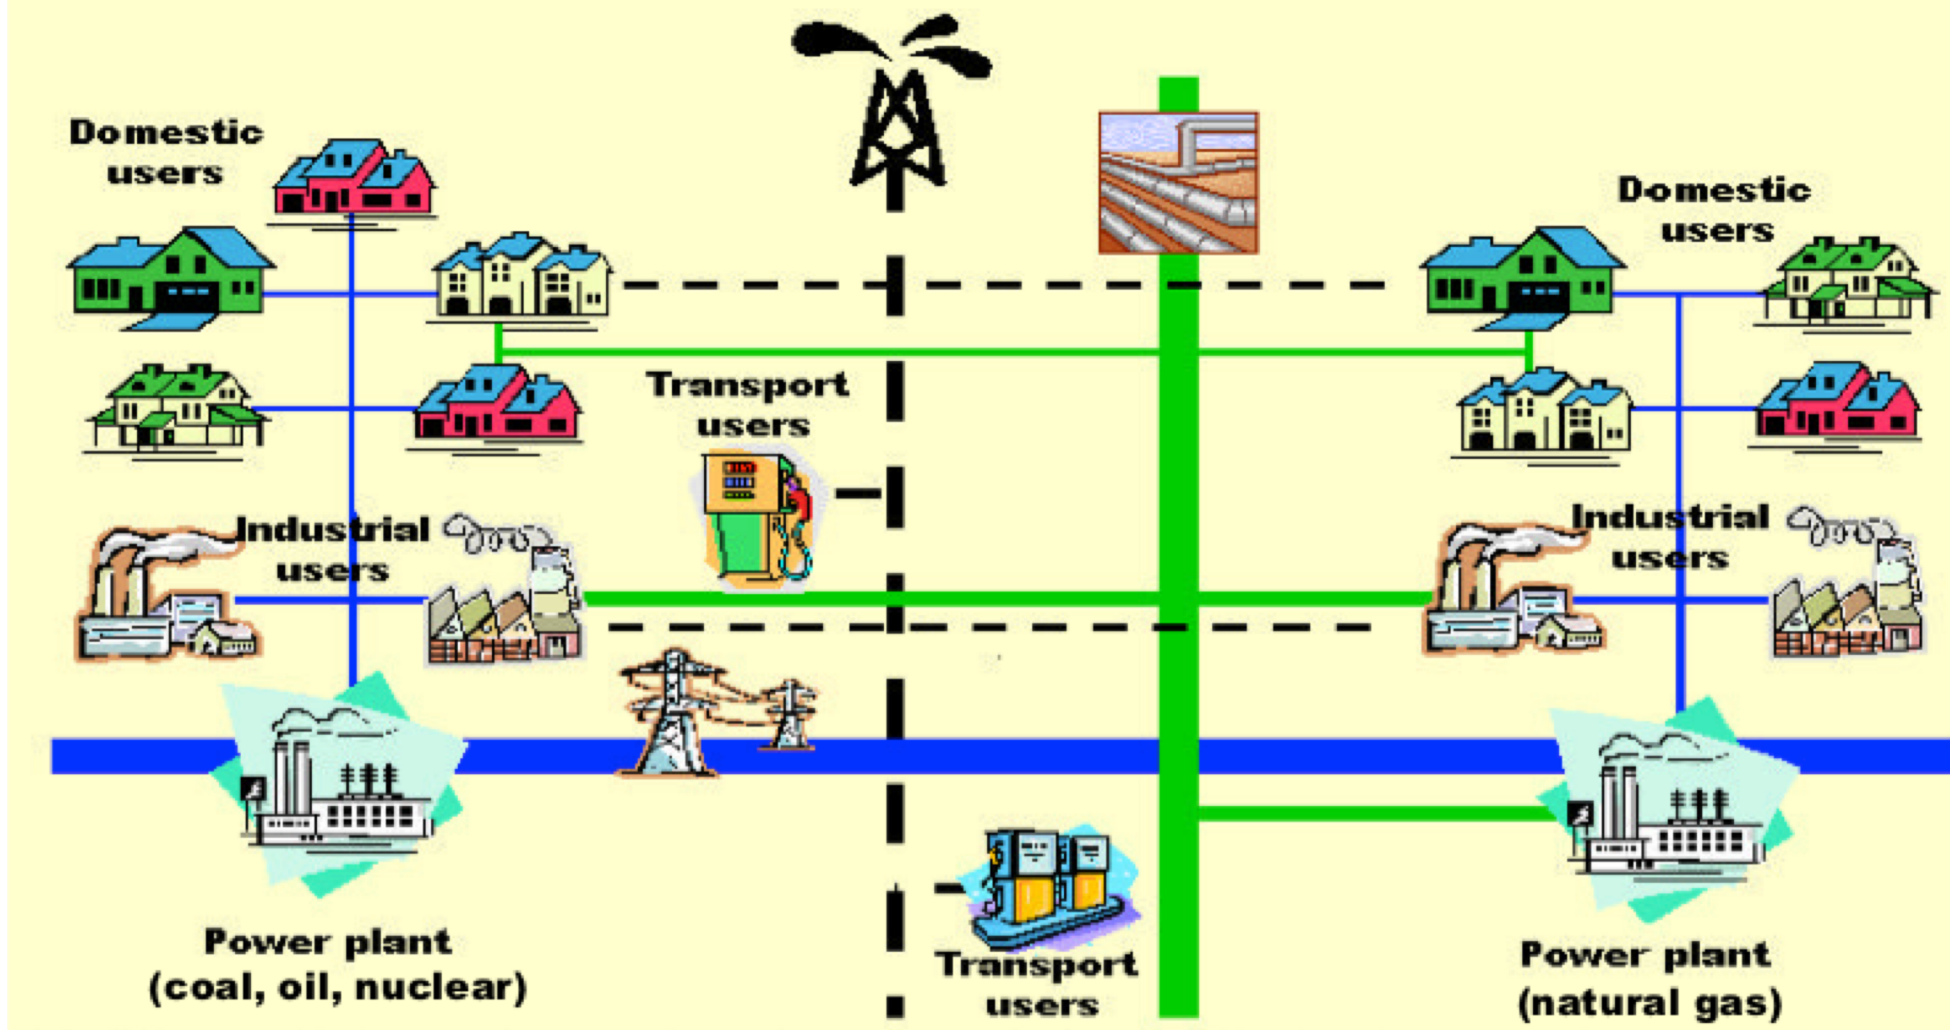 Domestic
users
Domestic
users
Transport
users
Industrial
users
Industrial
users
Power plant
(coal, oil, nuclear)
Transport
users
Power plant
(natural gas)